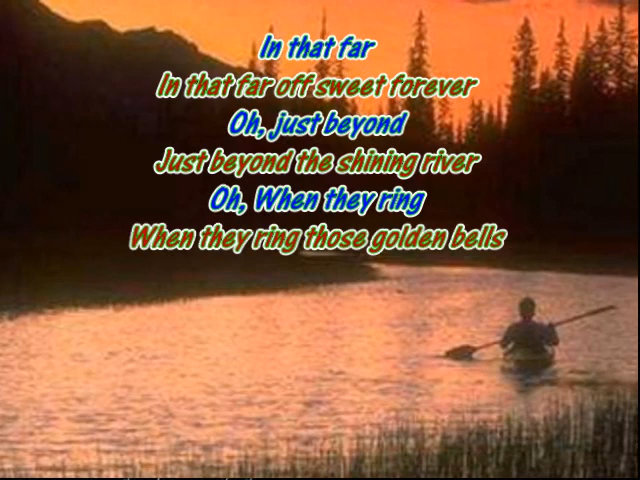 In that far
In that far off sweet forever
Oh, just beyond
Just beyond the shining river
Oh, When they ring
When they ring those golden bells